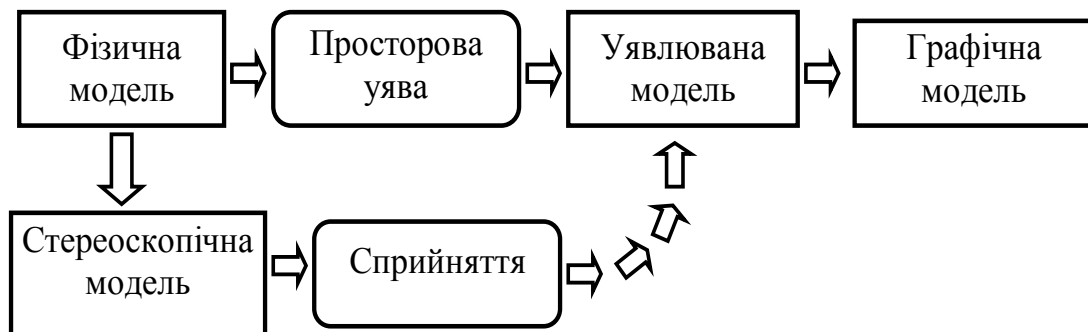 Фізична
модель
Просторова
уява
Уявлювана
модель
Графічна
модель
Стереоскопічна
модель
Сприйняття